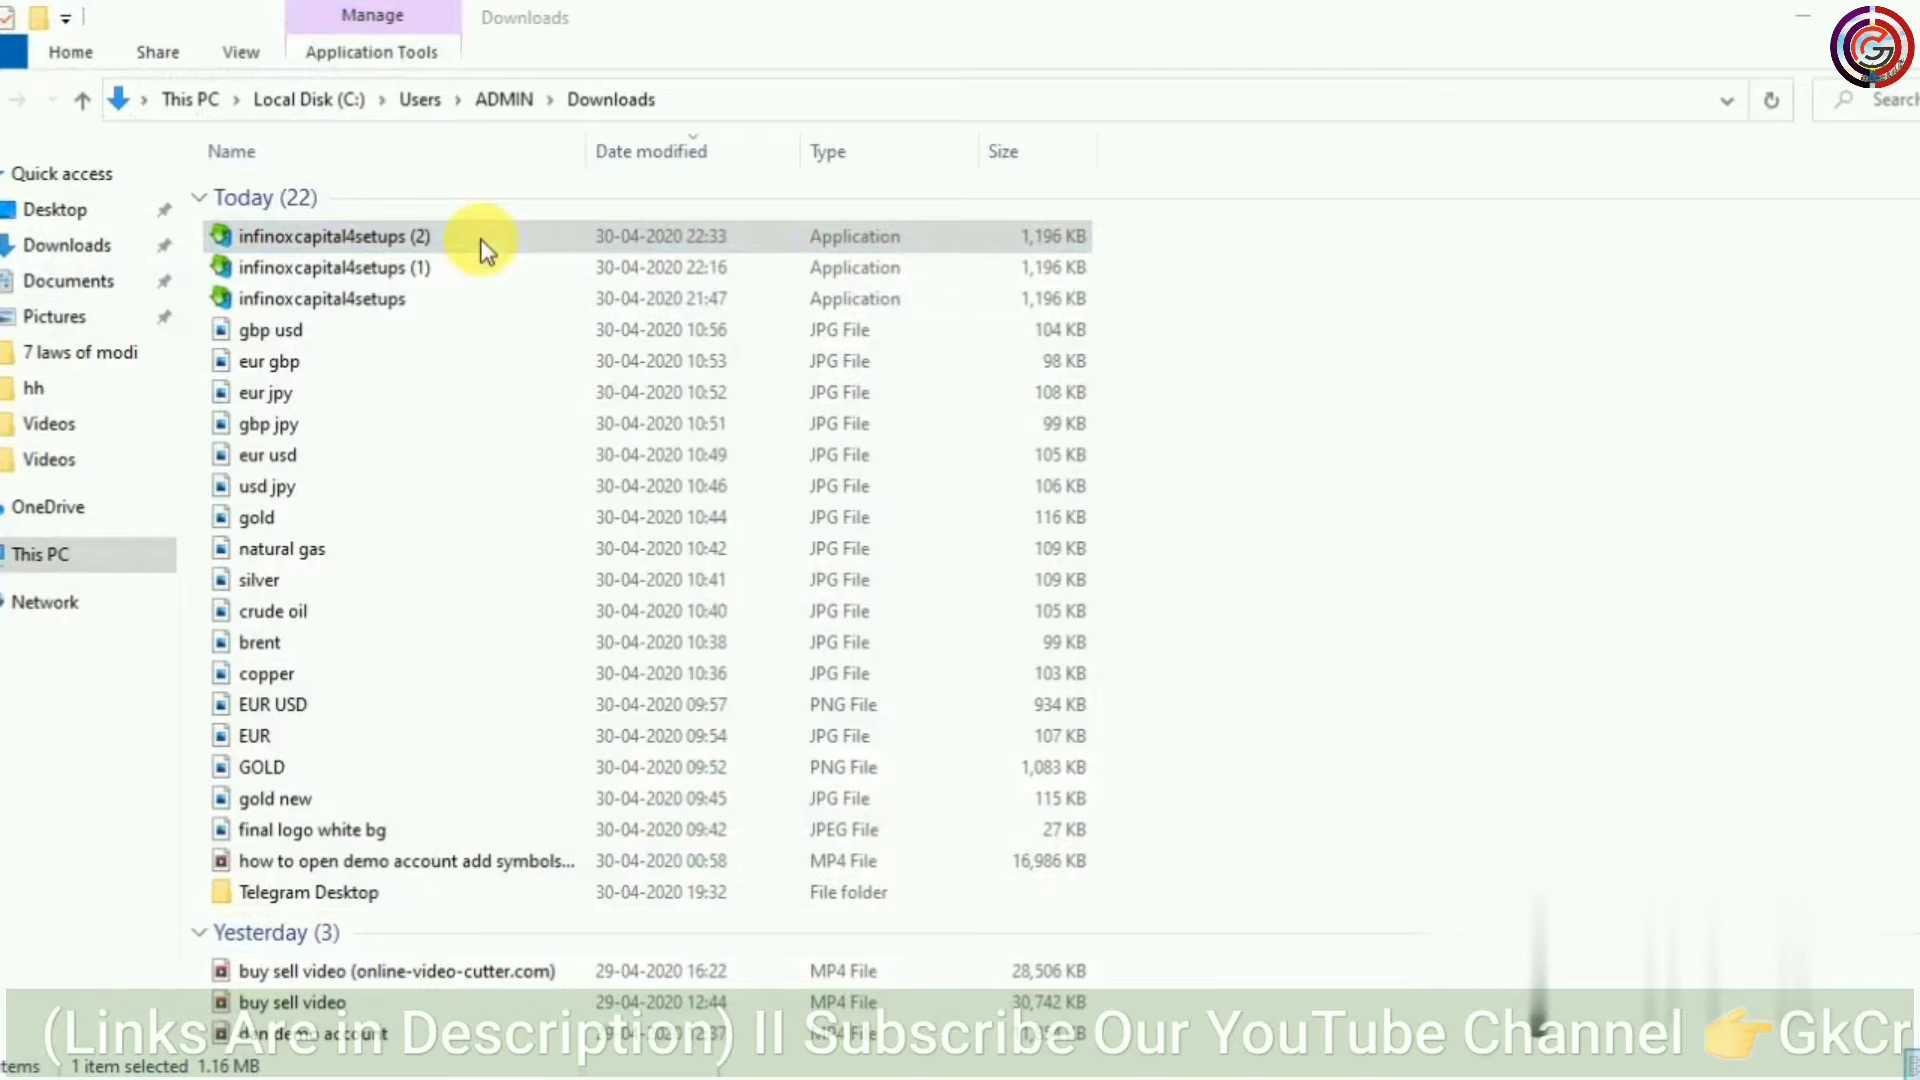 Manage
Downloads
Home
Share
View
Application Tools
This PC
Local Disk (C:)
Users
ADMIN
Downloads
Search
Name
Date modified
Type
Size
Quick access
Desktop
Downloads
Documents
Pictures
7 laws of modi
hh
Videos
Videos
OneDrive
This PC
Network
Today (22)
infinoxcapital4setups (2) 30-04-2020 22:33 Application 1,196 KB
infinoxcapital4setups (1) 30-04-2020 22:16 Application 1,196 KB
infinoxcapital4setups 30-04-2020 21:47 Application 1,196 KB
gbp usd 30-04-2020 10:56 JPG File 104 KB
eur gbp 30-04-2020 10:53 JPG File 98 KB
eur jpy 30-04-2020 10:52 JPG File 108 KB
gbp jpy 30-04-2020 10:51 JPG File 99 KB
eur usd 30-04-2020 10:49 JPG File 105 KB
usd jpy 30-04-2020 10:46 JPG File 106 KB
gold 30-04-2020 10:44 JPG File 116 KB
natural gas 30-04-2020 10:42 JPG File 109 KB
silver 30-04-2020 10:41 JPG File 109 KB
crude oil 30-04-2020 10:40 JPG File 105 KB
brent 30-04-2020 10:38 JPG File 99 KB
copper 30-04-2020 10:36 JPG File 103 KB
EUR USD 30-04-2020 09:57 PNG File 934 KB
EUR 30-04-2020 09:54 JPG File 107 KB
GOLD 30-04-2020 09:52 PNG File 1,083 KB
gold new 30-04-2020 09:45 JPG File 115 KB
final logo white bg 30-04-2020 09:42 JPEG File 27 KB
how to open demo account add symbols... 30-04-2020 00:58 MP4 File 16,986 KB
Telegram Desktop 30-04-2020 19:32 File folder
Yesterday (3)
buy sell video (online-video-cutter.com) 29-04-2020 16:22 MP4 File 28,506 KB
buy sell video 29-04-2020 12:44 MP4 File 30,742 KB
demo account
(Links Are in Description) II Subscribe Our YouTube Channel 👉GkCr
tems 1 item selected 1.16 MB